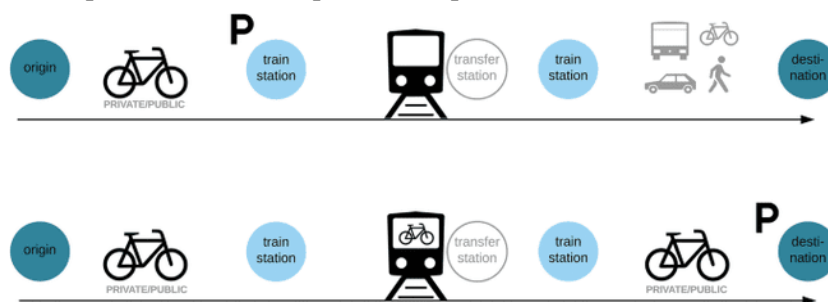 P
origin
train
station
transfer
station
train
station
desti-
nation
PRIVATE/PUBLIC
P
origin
train
station
transfer
station
train
station
desti-
nation
PRIVATE/PUBLIC
PRIVATE/PUBLIC